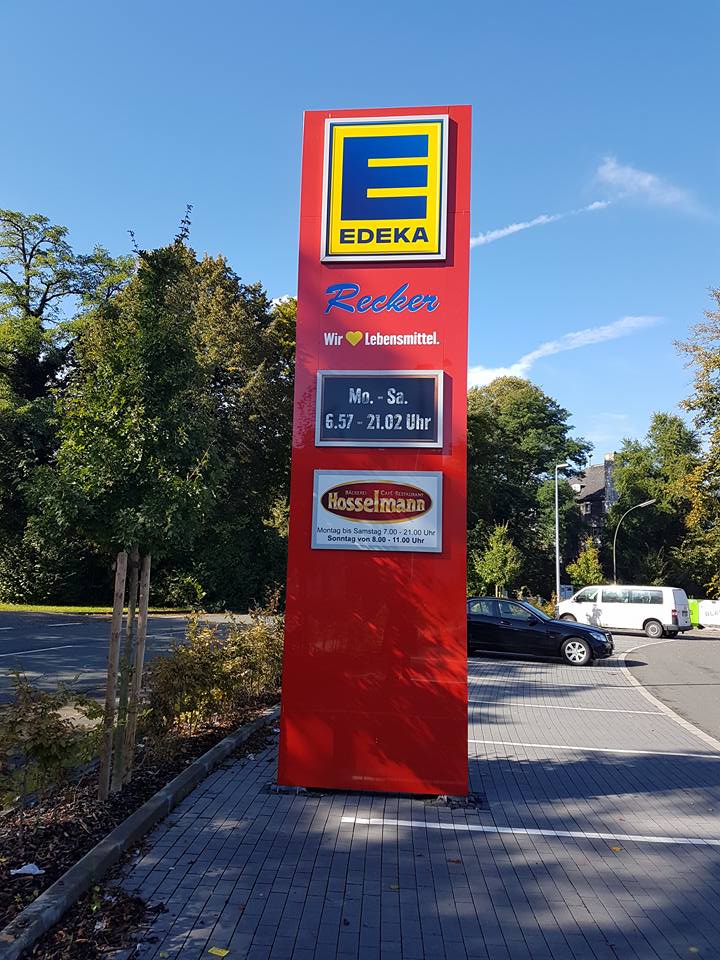 E
EDEKA
Recker
Wir Lebensmittel.
Mo. - Sa.
6.57 - 21.02 Uhr
BÄCKEREI CAFÉ-RESTAURANT
Hosselmann
Montag bis Samstag 7.00 - 21.00 Uhr
Sonntag von 8.00 - 11.00 Uhr